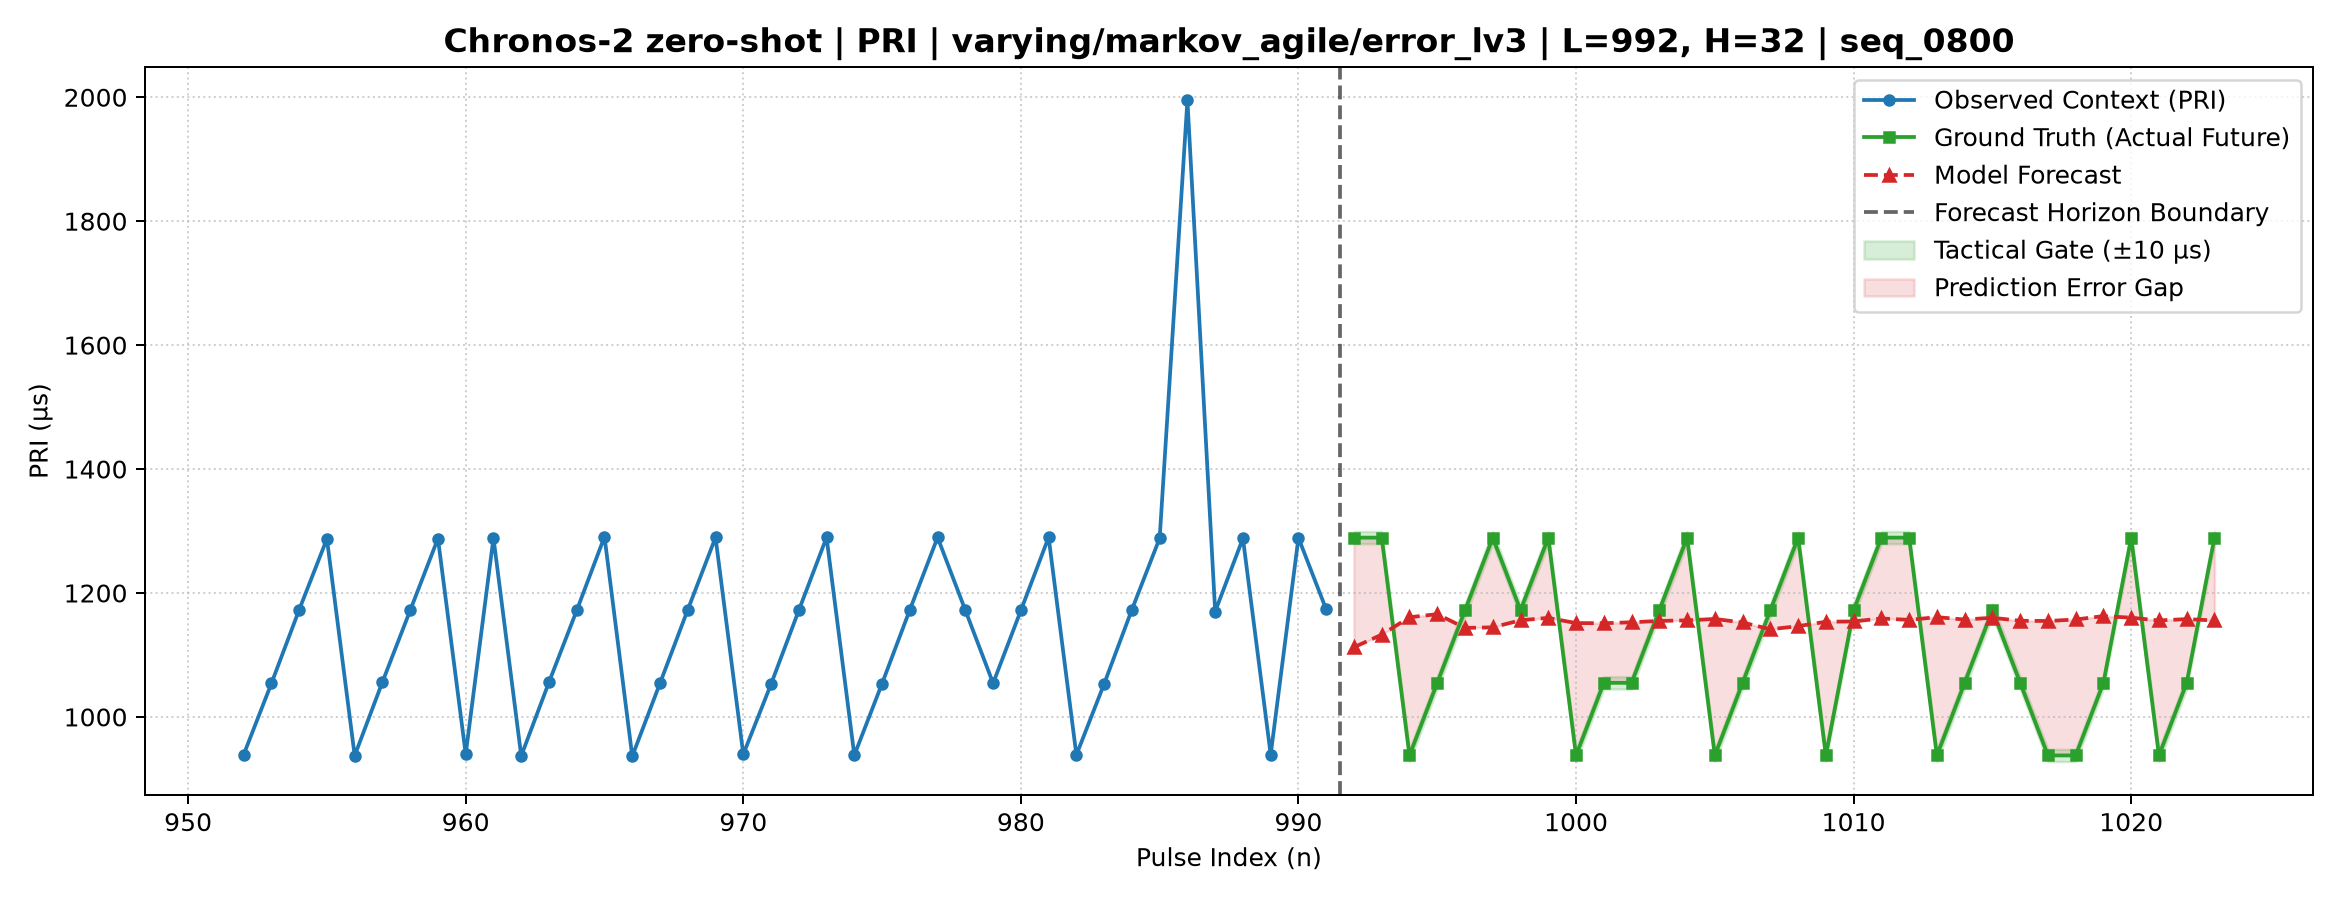 Chronos-2 zero-shot | PRI | varying/markov_agile/error_lv3 | L=992, H=32 | seq_0800
2000
1800
1600
1400
1200
1000
PRI (µs)
Observed Context (PRI)
Ground Truth (Actual Future)
Model Forecast
Forecast Horizon Boundary
Tactical Gate (±10 µs)
Prediction Error Gap
950 960 970 980 990 1000 1010 1020
Pulse Index (n)